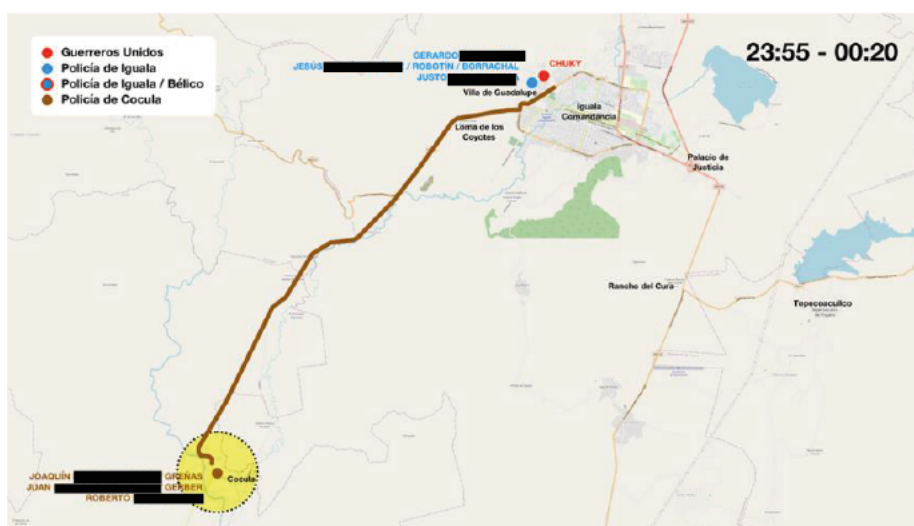 Guerreros Unidos
Policía de Iguala
Policía de Iguala / Bélico
Policía de Cocula
23:55 - 00:20
GERARDO
JESÚS / ROBOTÍN / BORRACHAL
JUSTO
CHUKY
Villa de Guadalupe
Iguala
Comandancia
Loma de los
Coyotes
Palacio de
Justicia
Rancho del Cura
Tepecoacuilco
JOAQUÍN GREÑAS
JUAN GERBER
ROBERTO
Cocula